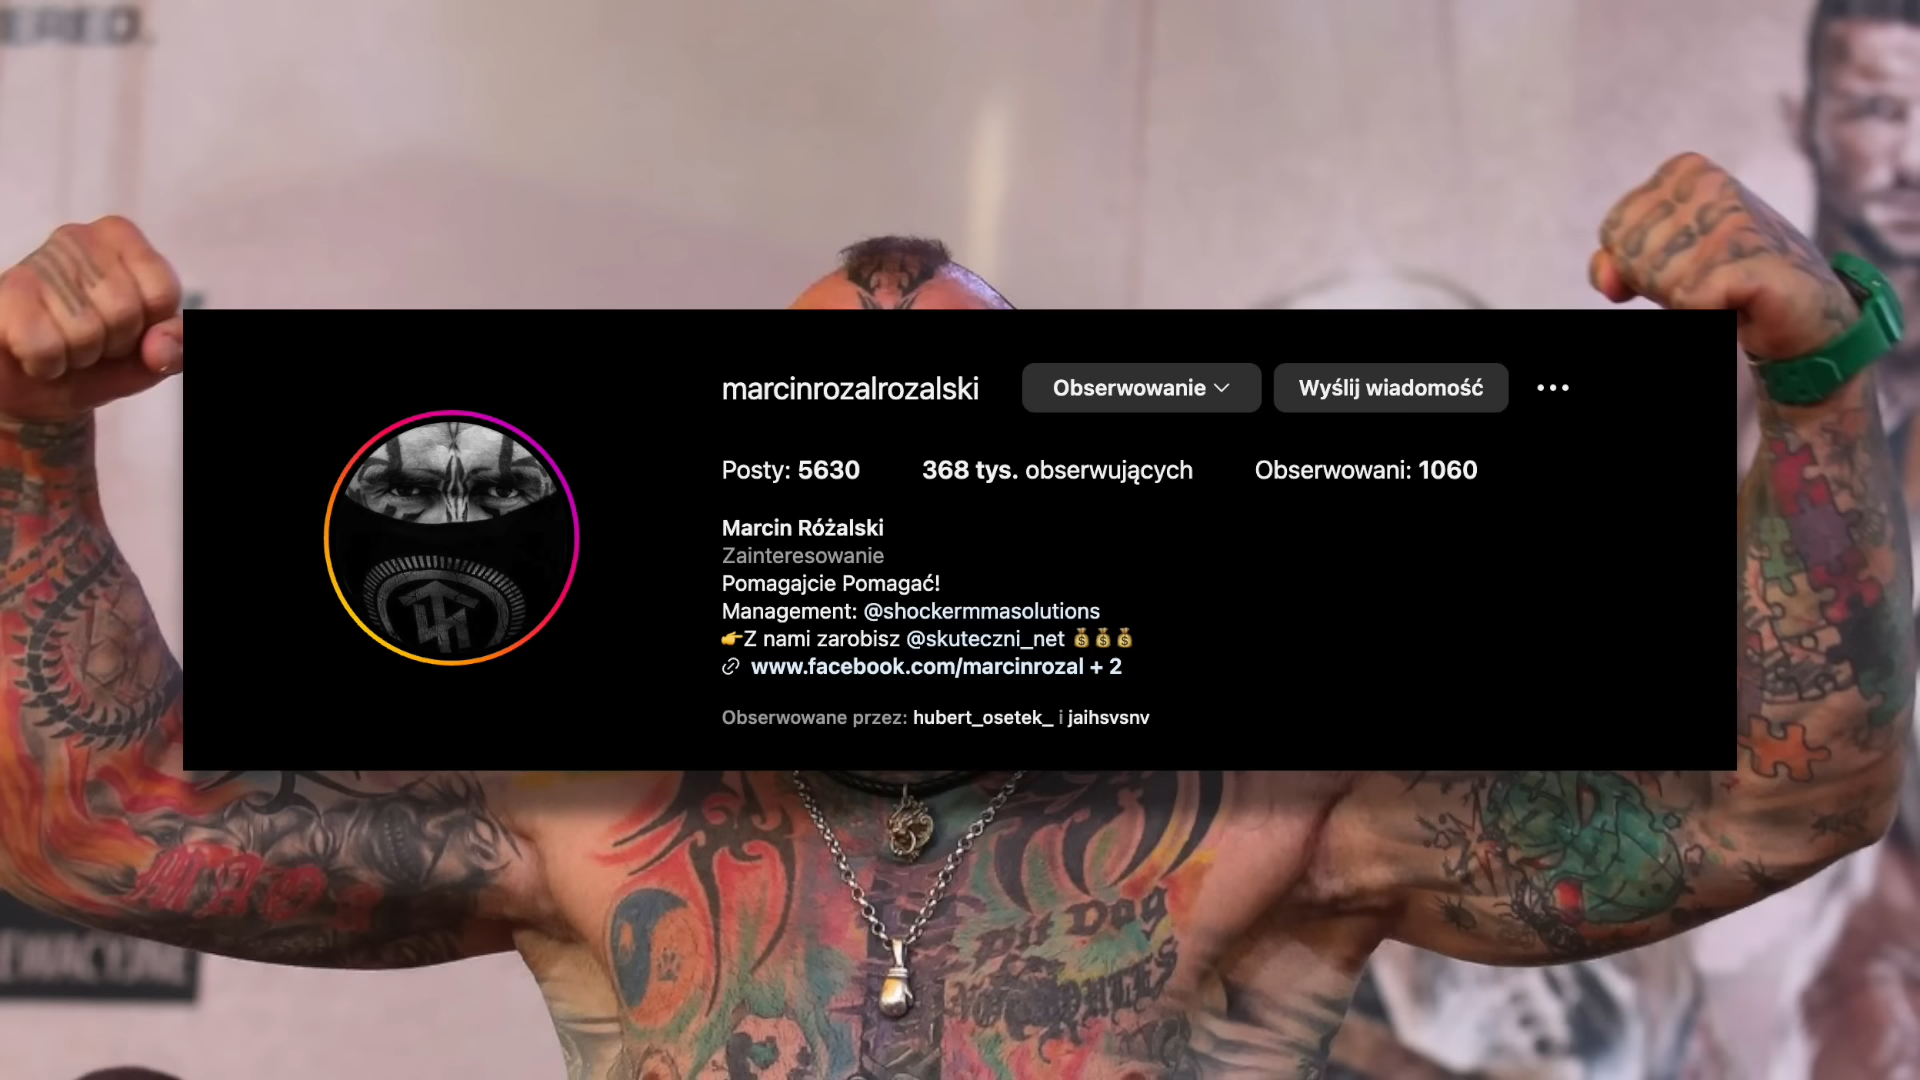 ERED.
marcinrozalrozalski Obserwowanie Wyślij wiadomość
Posty: 5630 368 tys. obserwujących Obserwowani: 1060
Marcin Różalski
Zainteresowanie
Pomagajcie Pomagać!
Management: @shockermmasolutions
👉Z nami zarobisz @skuteczni_net 💰💰💰
www.facebook.com/marcinrozal + 2
Obserwowane przez: hubert_osetek_ i jaihsvsnv
Pit Dog